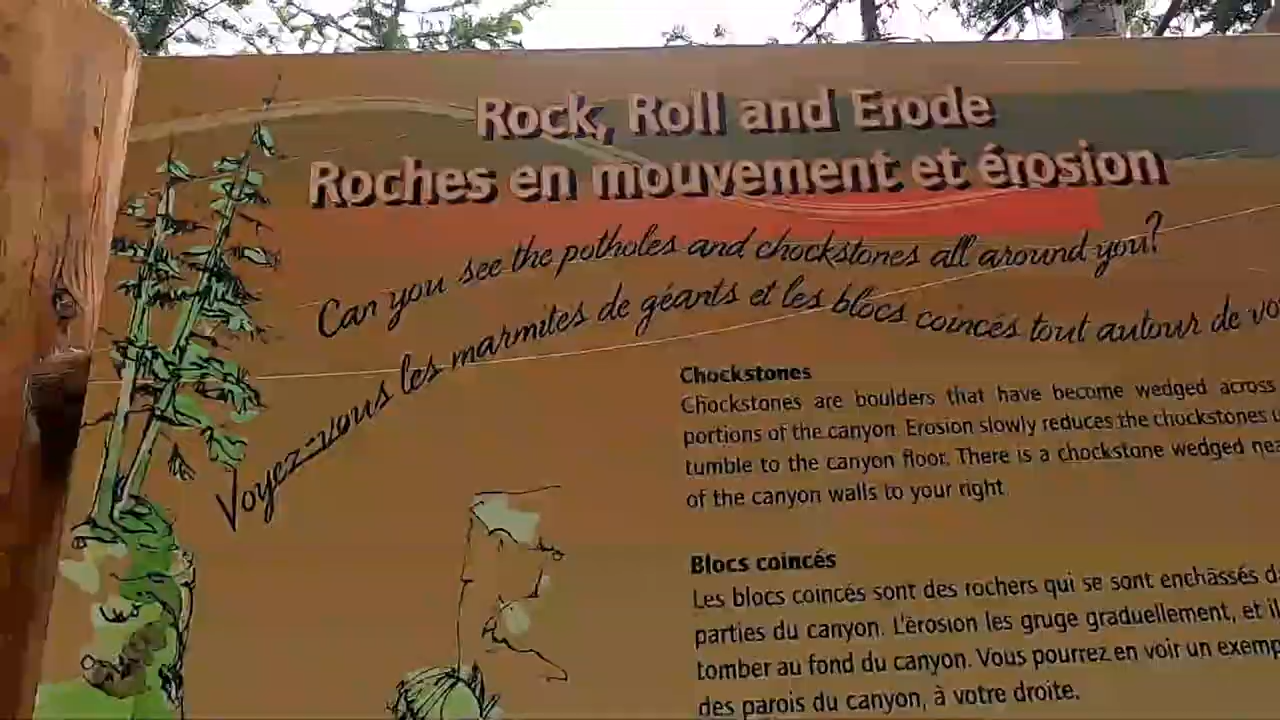 Rock, Roll and Erode
Roches en mouvement et érosion
Can you see the potholes and chockstones all around you?
Voyez-vous les marmites de géants et les blocs coincés tout autour de
Chockstones
Chockstones are boulders that have become wedged across
portions of the canyon. Erosion slowly reduces the chockstones
tumble to the canyon floor. There is a chockstone wedged
of the canyon walls to your right
Blocs coincés
Les blocs coincés sont des rochers qui se sont enchâssés
parties du canyon. L'érosion les gruge graduellement, et
tomber au fond du canyon. Vous pourrez en voir un
des parois du canyon, à votre droite.